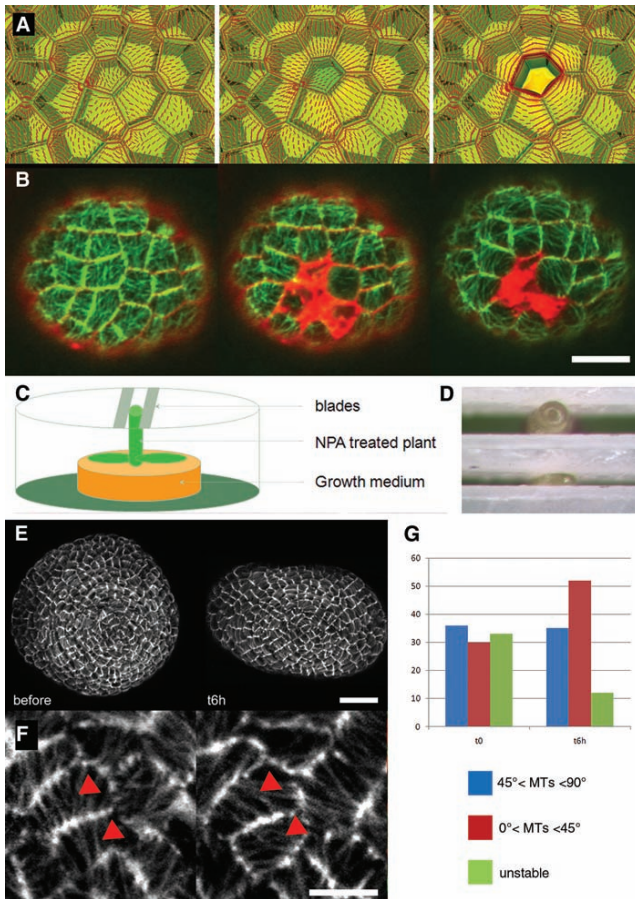 A
B
C
blades
NPA treated plant
Growth medium
D
E
before
t6h
F
G
60
50
40
30
20
10
0
t0
t6h
45°< MTs <90°
0°< MTs <45°
unstable